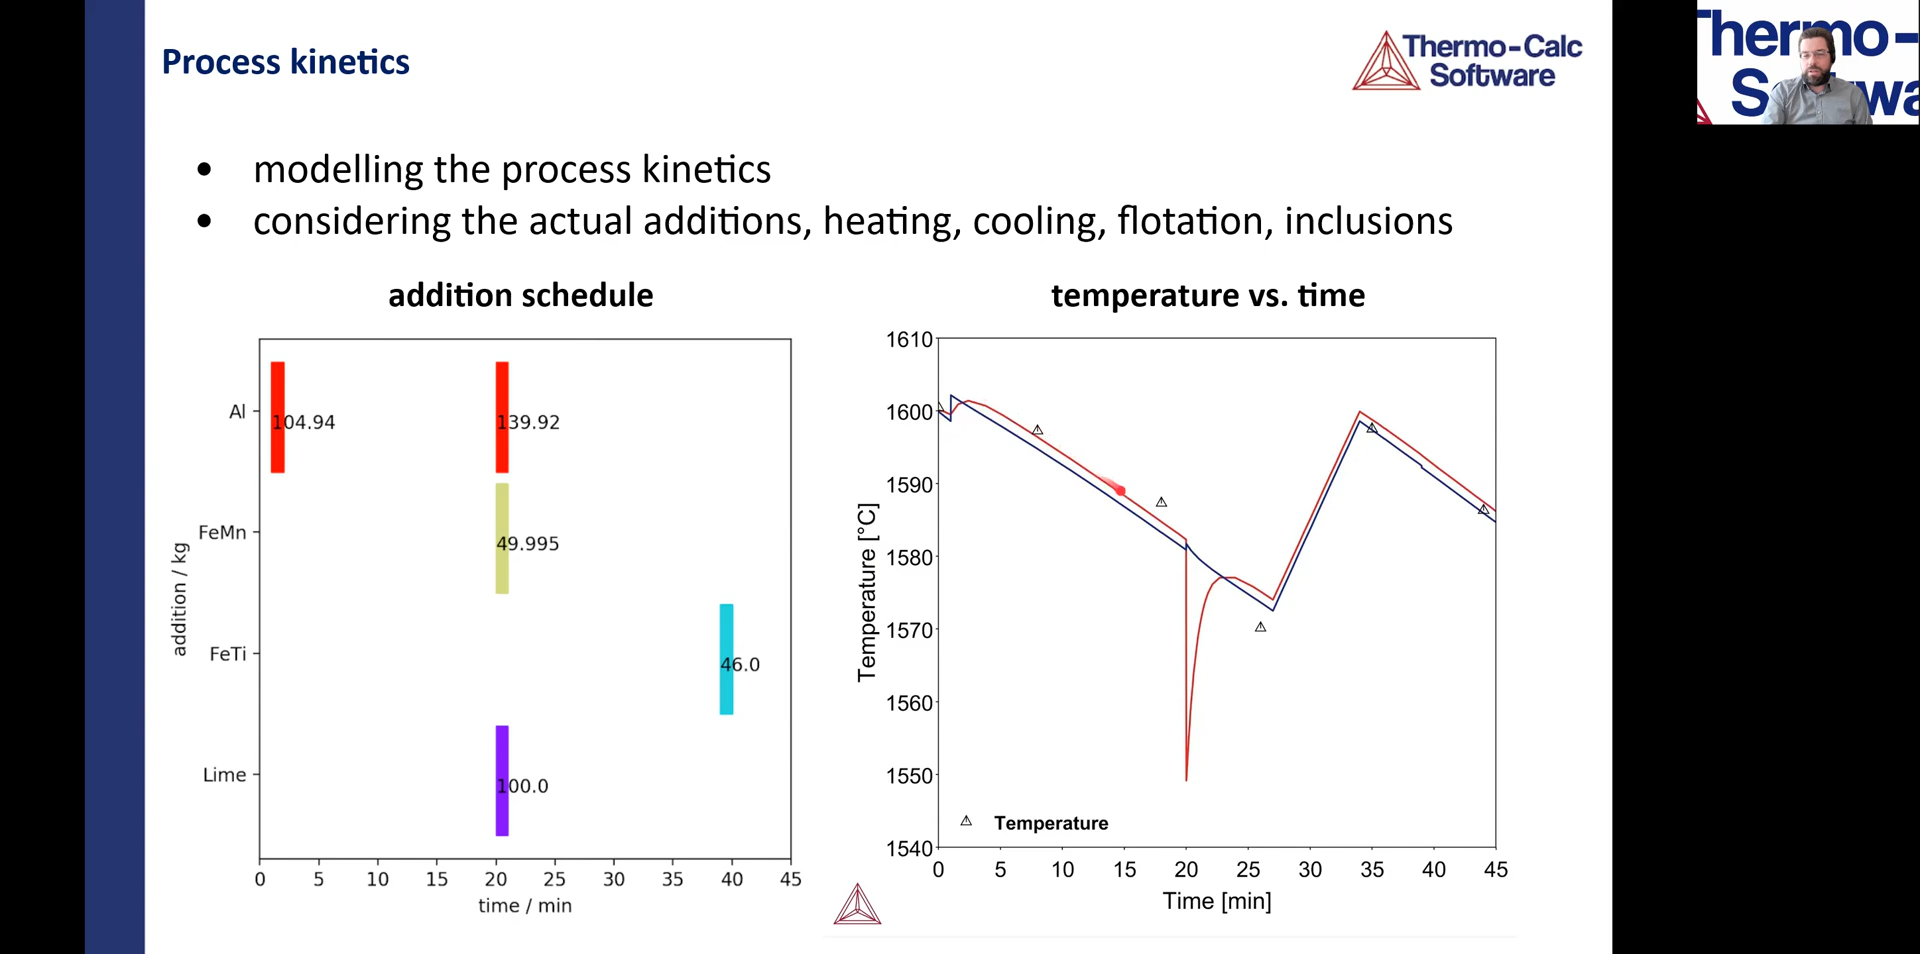 Process kinetics
Thermo-Calc
Software
• modelling the process kinetics
• considering the actual additions, heating, cooling, flotation, inclusions
addition schedule
addition / kg
Al
FeMn
FeTi
Lime
104.94
139.92
49.995
46.0
100.0
0 5 10 15 20 25 30 35 40 45
time / min
temperature vs. time
Temperature [°C]
1610
1600
1590
1580
1570
1560
1550
1540
Temperature
0 5 10 15 20 25 30 35 40 45
Time [min]